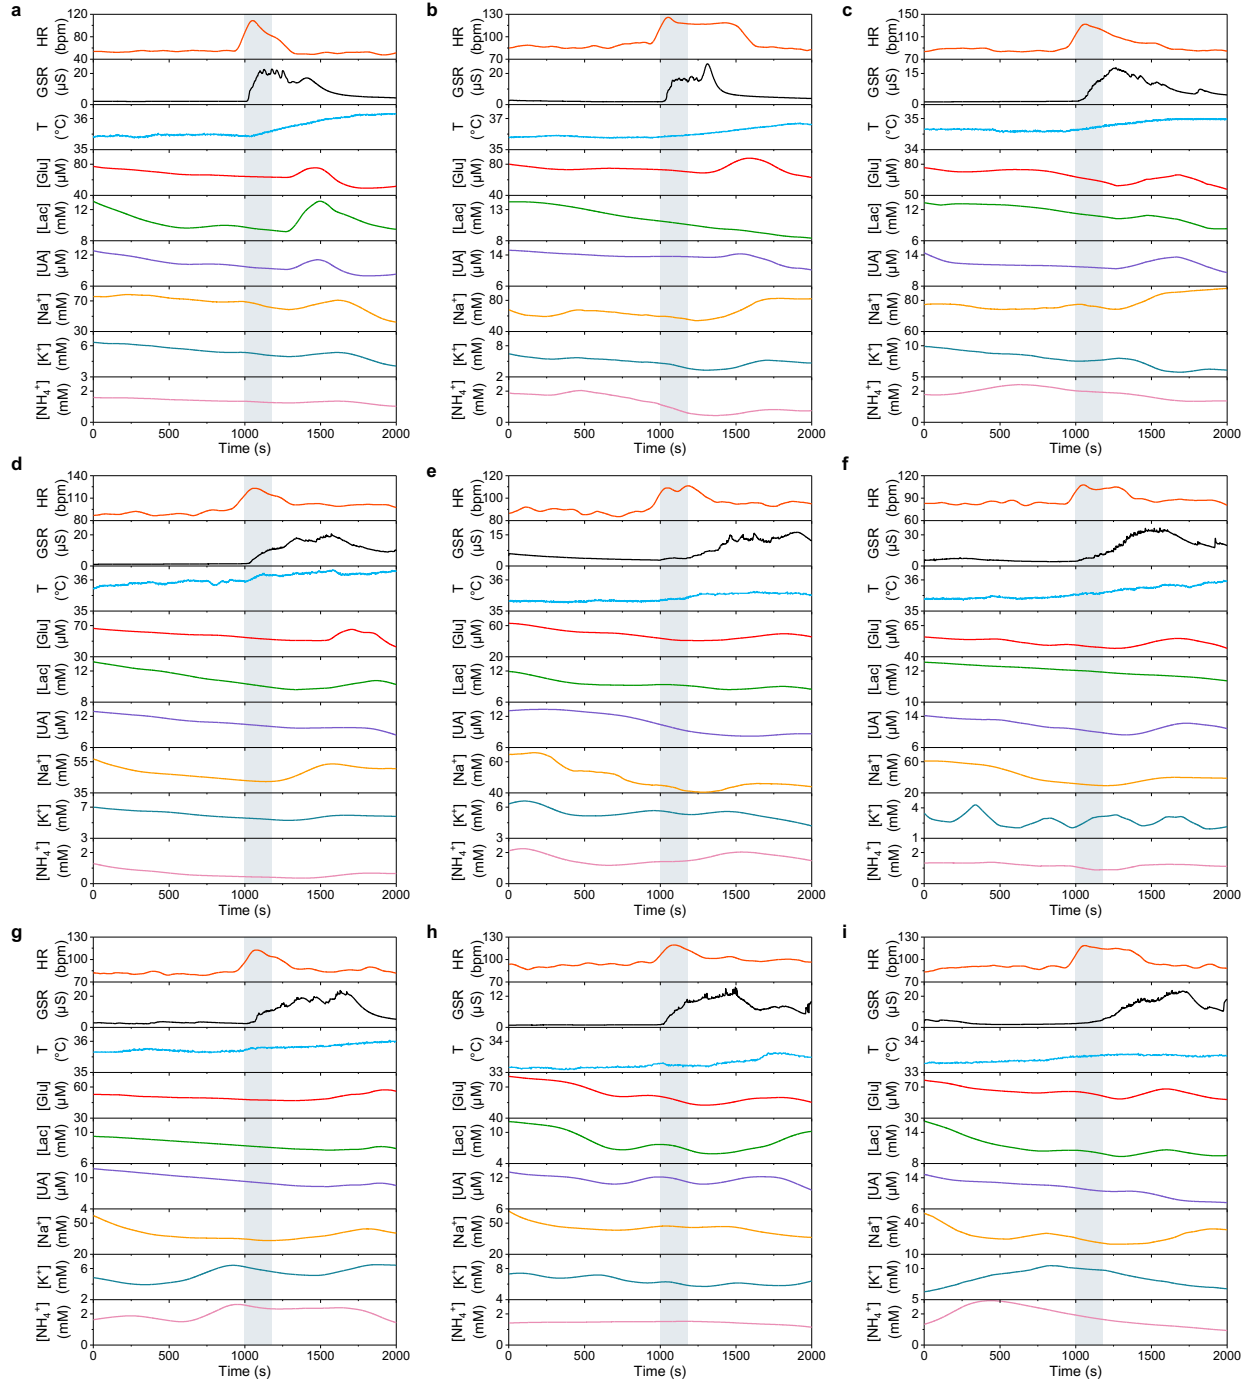 a
HR
(bpm)
120
80
40
GSR
(µS)
20
0
T
(°C)
36
35
[Glu]
(µM)
80
40
[Lac]
(mM)
12
8
[UA]
(µM)
12
6
[Na⁺]
(mM)
70
30
[K⁺]
(mM)
6
2
[NH₄⁺]
(mM)
2
0
0 500 1000 1500 2000
Time (s)
b
HR
(bpm)
130
100
70
GSR
(µS)
20
0
T
(°C)
37
35
[Glu]
(µM)
80
40
[Lac]
(mM)
13
8
[UA]
(µM)
14
6
[Na⁺]
(mM)
80
40
[K⁺]
(mM)
8
2
[NH₄⁺]
(mM)
2
0
0 500 1000 1500 2000
Time (s)
c
HR
(bpm)
150
110
70
GSR
(µS)
15
0
T
(°C)
35
34
[Glu]
(µM)
80
50
[Lac]
(mM)
12
6
[UA]
(µM)
14
8
[Na⁺]
(mM)
80
60
[K⁺]
(mM)
10
5
[NH₄⁺]
(mM)
2
0
0 500 1000 1500 2000
Time (s)
d
HR
(bpm)
140
110
80
GSR
(µS)
20
0
T
(°C)
36
35
[Glu]
(µM)
60
30
[Lac]
(mM)
12
8
[UA]
(µM)
12
6
[Na⁺]
(mM)
55
35
[K⁺]
(mM)
7
3
[NH₄⁺]
(mM)
2
0
0 500 1000 1500 2000
Time (s)
e
HR
(bpm)
120
100
80
GSR
(µS)
15
0
T
(°C)
36
35
[Glu]
(µM)
60
20
[Lac]
(mM)
12
6
[UA]
(µM)
12
6
[Na⁺]
(mM)
60
40
[K⁺]
(mM)
6
3
[NH₄⁺]
(mM)
2
0
0 500 1000 1500 2000
Time (s)
f
HR
(bpm)
120
90
60
GSR
(µS)
30
0
T
(°C)
36
35
[Glu]
(µM)
65
40
[Lac]
(mM)
12
10
[UA]
(µM)
14
6
[Na⁺]
(mM)
60
20
[K⁺]
(mM)
4
1
[NH₄⁺]
(mM)
2
0
0 500 1000 1500 2000
Time (s)
g
HR
(bpm)
130
100
70
GSR
(µS)
20
0
T
(°C)
36
35
[Glu]
(µM)
60
20
[Lac]
(mM)
10
6
[UA]
(µM)
10
4
[Na⁺]
(mM)
50
20
[K⁺]
(mM)
6
2
[NH₄⁺]
(mM)
2
0
0 500 1000 1500 2000
Time (s)
h
HR
(bpm)
130
100
70
GSR
(µS)
12
0
T
(°C)
34
33
[Glu]
(µM)
70
40
[Lac]
(mM)
10
4
[UA]
(µM)
12
6
[Na⁺]
(mM)
50
20
[K⁺]
(mM)
8
4
[NH₄⁺]
(mM)
2
0
0 500 1000 1500 2000
Time (s)
i
HR
(bpm)
130
100
70
GSR
(µS)
20
0
T
(°C)
34
33
[Glu]
(µM)
70
30
[Lac]
(mM)
14
8
[UA]
(µM)
14
6
[Na⁺]
(mM)
40
10
[K⁺]
(mM)
10
5
[NH₄⁺]
(mM)
2
0
0 500 1000 1500 2000
Time (s)